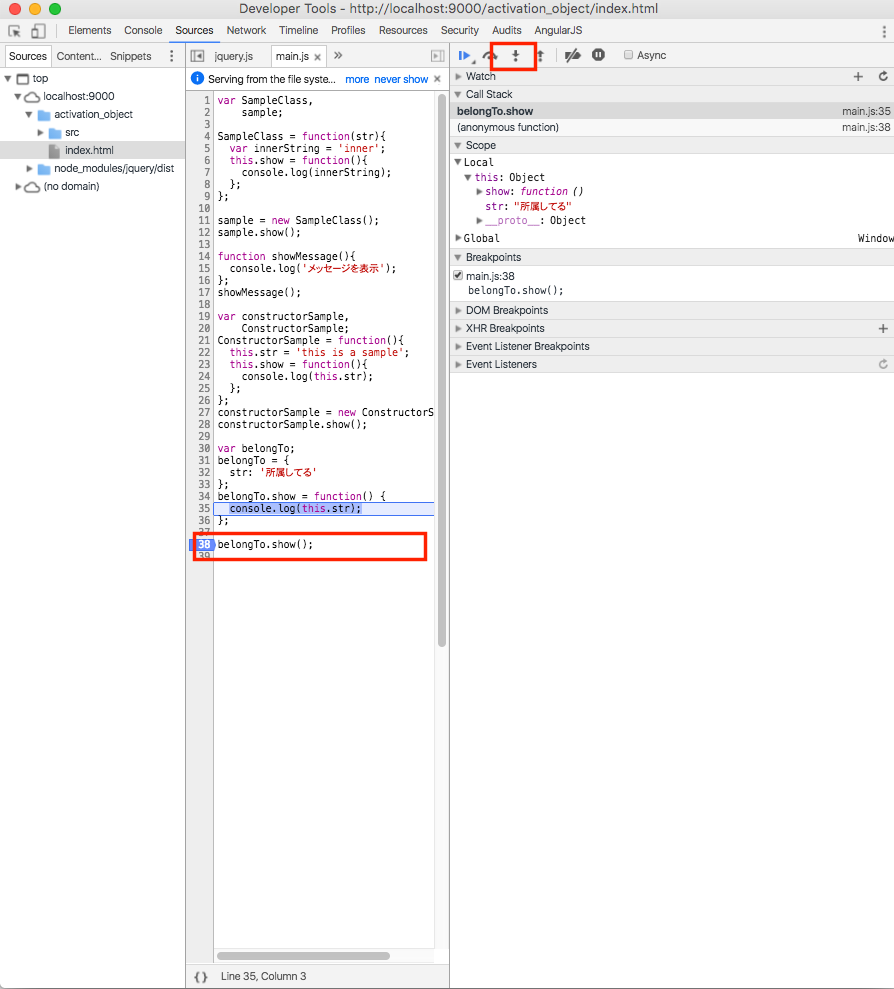 Developer Tools - http://localhost:9000/activation_object/index.html
Elements Console Sources Network Timeline Profiles Resources Security Audits AngularJS
Sources Content... Snippets
top
localhost:9000
activation_object
src
index.html
node_modules/jquery/dist
(no domain)
jquery.js main.js × »
Serving from the file syste... more never show ×
1 var SampleClass,
2     sample;
3
4 SampleClass = function(str){
5   var innerString = 'inner';
6   this.show = function(){
7     console.log(innerString);
8   };
9 };
10
11 sample = new SampleClass();
12 sample.show();
13
14 function showMessage(){
15   console.log('メッセージを表示');
16 };
17 showMessage();
18
19 var constructorSample,
20     ConstructorSample;
21 ConstructorSample = function(){
22   this.str = 'this is a sample';
23   this.show = function(){
24     console.log(this.str);
25   };
26 };
27 constructorSample = new ConstructorS
28 constructorSample.show();
29
30 var belongTo;
31 belongTo = {
32   str: '所属してる'
33 };
34 belongTo.show = function() {
35   console.log(this.str);
36 };
37
38 belongTo.show();
39
{} Line 35, Column 3
Async
Watch
Call Stack
belongTo.show main.js:35
(anonymous function) main.js:38
Scope
Local
this: Object
show: function ()
str: "所属してる"
__proto__: Object
Global Window
Breakpoints
main.js:38
belongTo.show();
DOM Breakpoints
XHR Breakpoints
Event Listener Breakpoints
Event Listeners